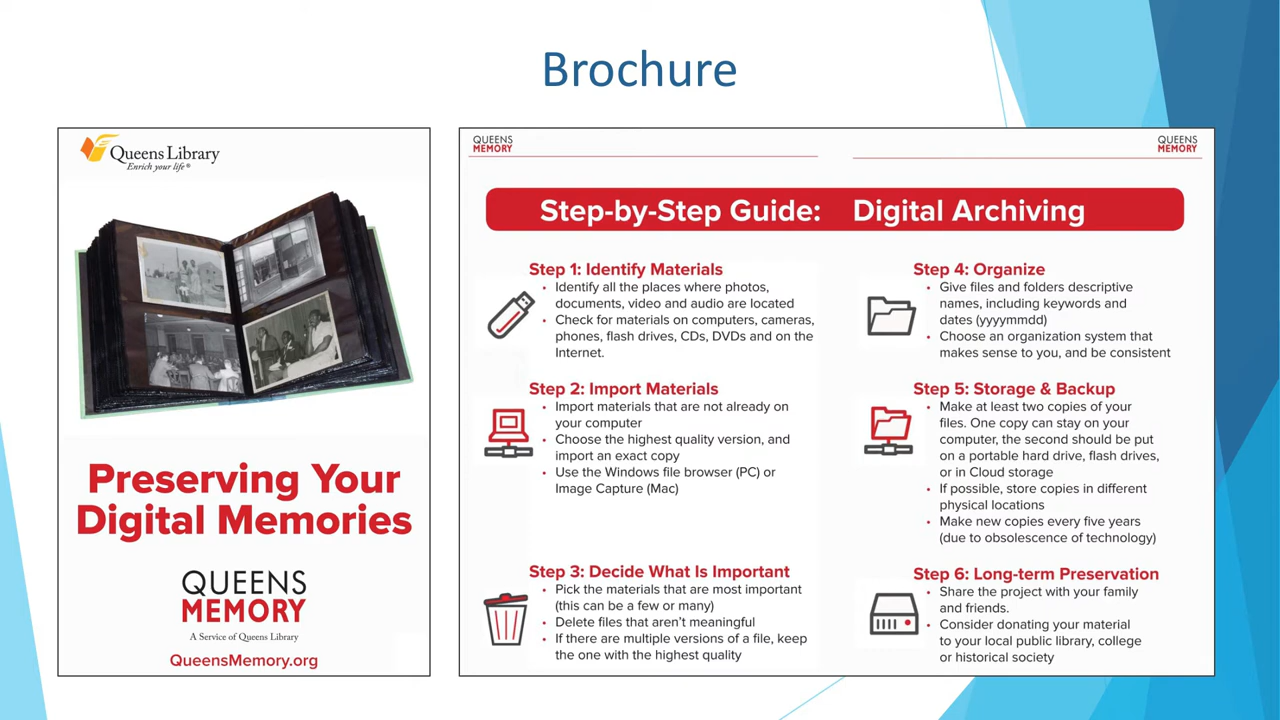 Brochure
Queens Library
Enrich your life®
Preserving Your
Digital Memories
QUEENS
MEMORY
A Service of Queens Library
QueensMemory.org
QUEENS
MEMORY
QUEENS
MEMORY
Step-by-Step Guide: Digital Archiving
Step 1: Identify Materials
• Identify all the places where photos,
documents, video and audio are located
• Check for materials on computers, cameras,
phones, flash drives, CDs, DVDs and on the
Internet.
Step 2: Import Materials
• Import materials that are not already on
your computer
• Choose the highest quality version, and
import an exact copy
• Use the Windows file browser (PC) or
Image Capture (Mac)
Step 3: Decide What Is Important
• Pick the materials that are most important
(this can be a few or many)
• Delete files that aren’t meaningful
• If there are multiple versions of a file, keep
the one with the highest quality
Step 4: Organize
• Give files and folders descriptive
names, including keywords and
dates (yyyymmdd)
• Choose an organization system that
makes sense to you, and be consistent
Step 5: Storage & Backup
• Make at least two copies of your
files. One copy can stay on your
computer, the second should be put
on a portable hard drive, flash drives,
or in Cloud storage
• If possible, store copies in different
physical locations
• Make new copies every five years
(due to obsolescence of technology)
Step 6: Long-term Preservation
• Share the project with your family
and friends.
• Consider donating your material
to your local public library, college
or historical society